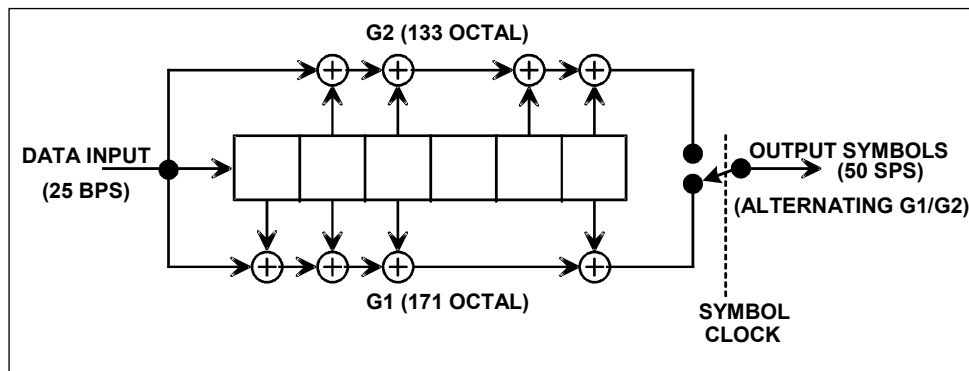 G2 (133 OCTAL)
DATA INPUT
(25 BPS)
OUTPUT SYMBOLS
(50 SPS)
(ALTERNATING G1/G2)
G1 (171 OCTAL)
SYMBOL
CLOCK